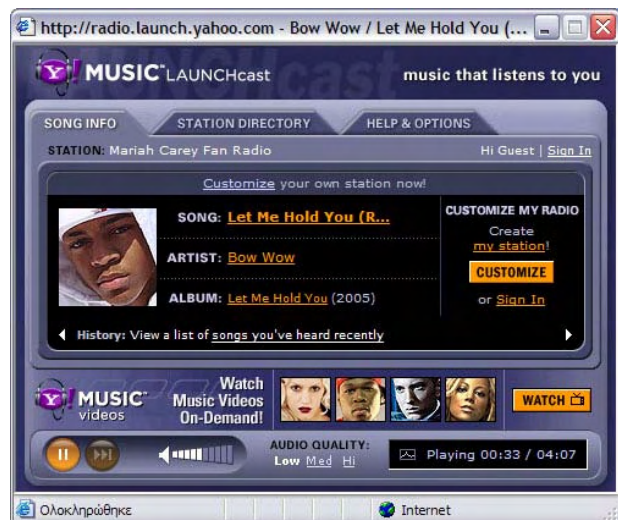 http://radio.launch.yahoo.com - Bow Wow / Let Me Hold You (...
Y! MUSIC™ LAUNCHcast
music that listens to you
SONG INFO
STATION DIRECTORY
HELP & OPTIONS
STATION: Mariah Carey Fan Radio
Hi Guest | Sign In
Customize your own station now!
SONG: Let Me Hold You (R...
ARTIST: Bow Wow
ALBUM: Let Me Hold You (2005)
CUSTOMIZE MY RADIO
Create
my station!
CUSTOMIZE
or Sign In
History: View a list of songs you've heard recently
Y! MUSIC™
videos
Watch
Music Videos
On-Demand!
WATCH
AUDIO QUALITY:
Low Med Hi
Playing 00:33 / 04:07
Ολοκληρώθηκε
Internet